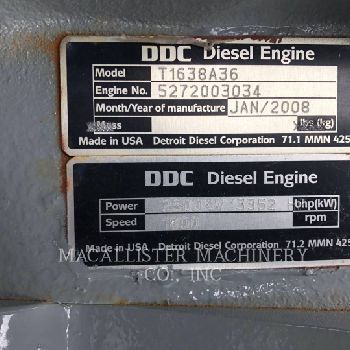 DDC Diesel Engine
Model T1638A36
Engine No. 5272003034
Month/Year of manufacture JAN/2008
Mass lbs (kg)
Made in USA Detroit Diesel Corporation 71.1 MMN 425
DDC Diesel Engine
Power 3352 bhp(kW)
Speed rpm
Made in USA Detroit Diesel Corporation 71.2 MMN 425
MACALLISTER MACHINERY
CO. INC